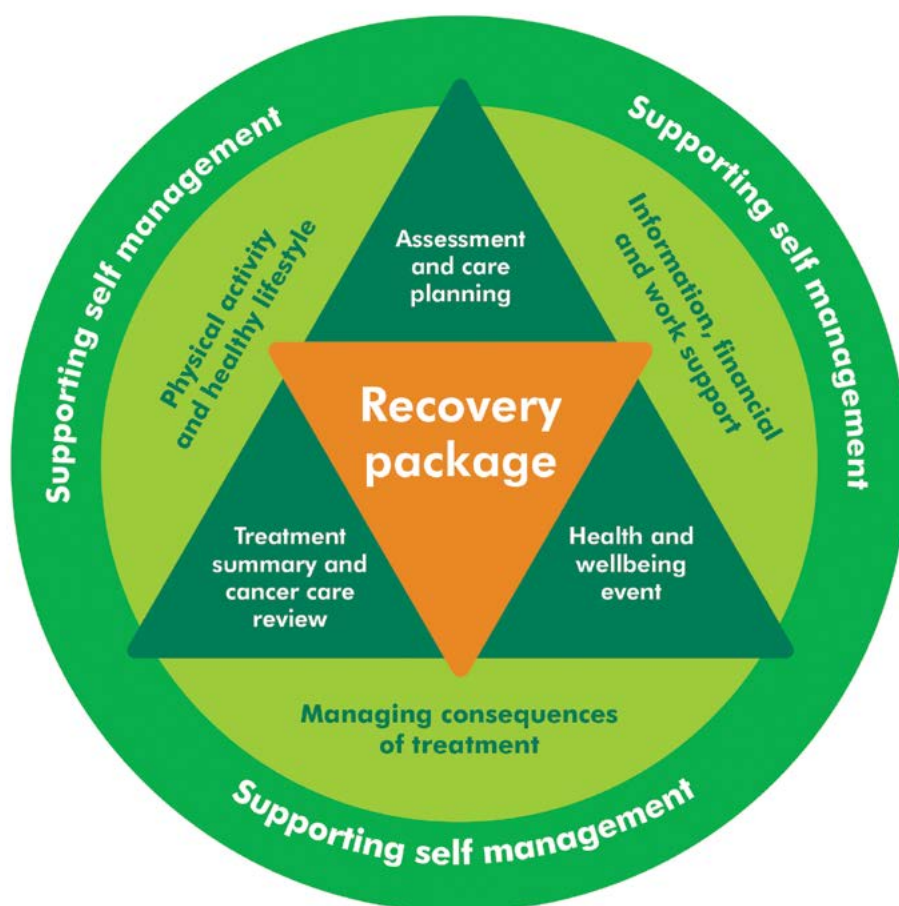 Supporting self management
Supporting self management
Physical activity
and healthy lifestyle
Information, financial
and work support
Assessment
and care
planning
Recovery
package
Treatment
summary and
cancer care
review
Health and
wellbeing
event
Managing consequences
of treatment
Supporting self management